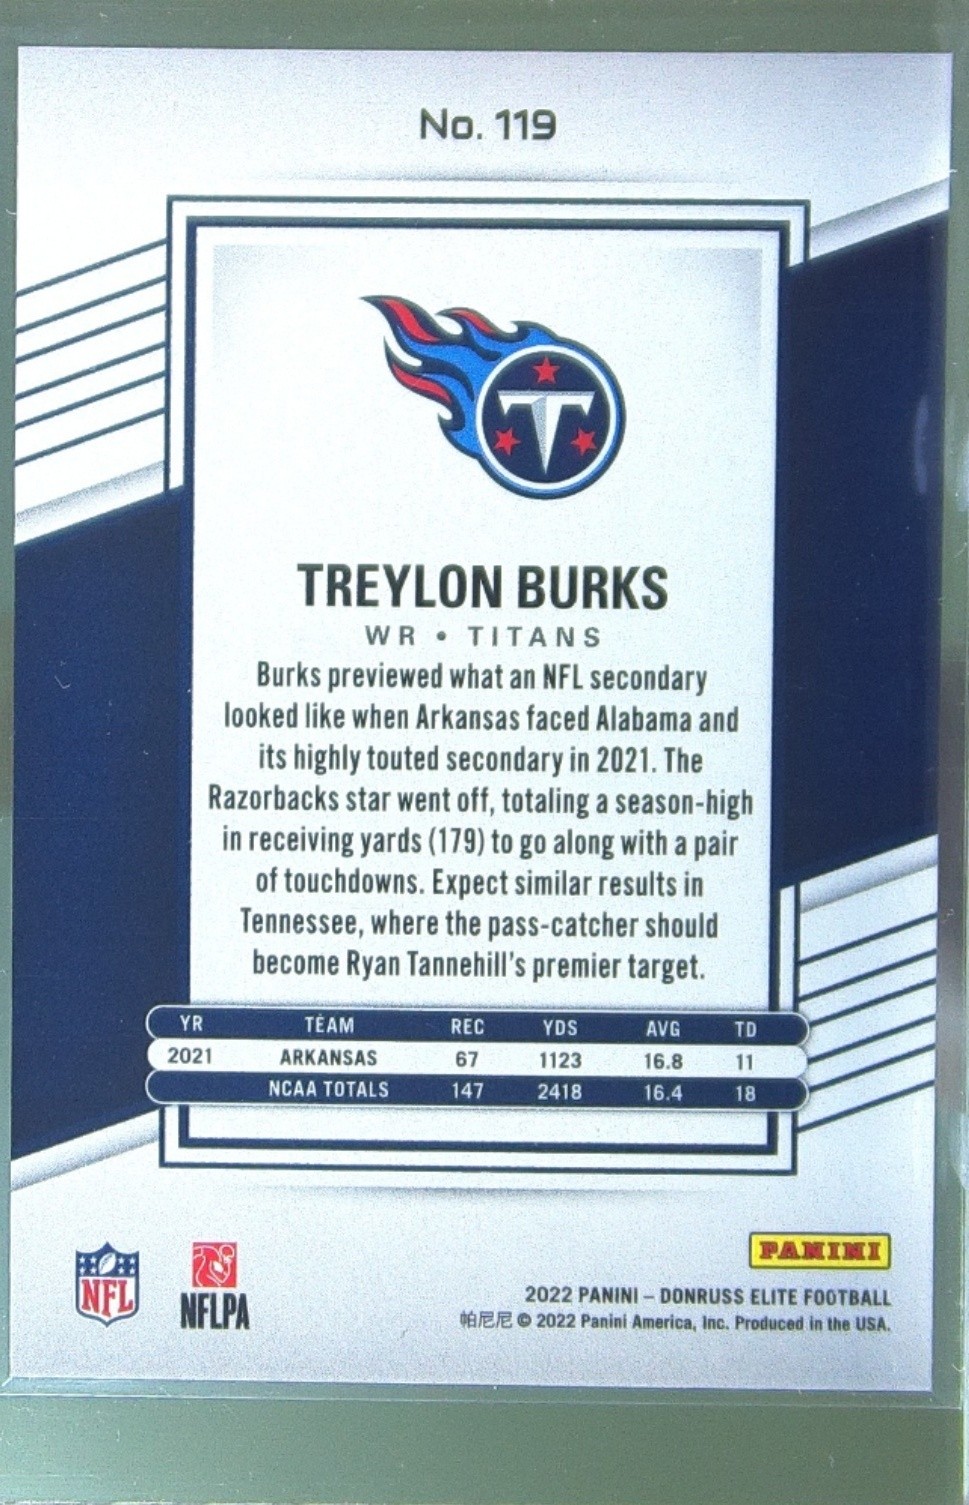 No. 119
TREYLON BURKS
WR • TITANS
Burks previewed what an NFL secondary
looked like when Arkansas faced Alabama and
its highly touted secondary in 2021. The
Razorbacks star went off, totaling a season-high
in receiving yards (179) to go along with a pair
of touchdowns. Expect similar results in
Tennessee, where the pass-catcher should
become Ryan Tannehill's premier target.
YR TEAM REC YDS AVG TD
2021 ARKANSAS 67 1123 16.8 11
NCAA TOTALS 147 2418 16.4 18
NFL
NFLPA
PANINI
2022 PANINI – DONRUSS ELITE FOOTBALL
帕尼尼 © 2022 Panini America, Inc. Produced in the USA.